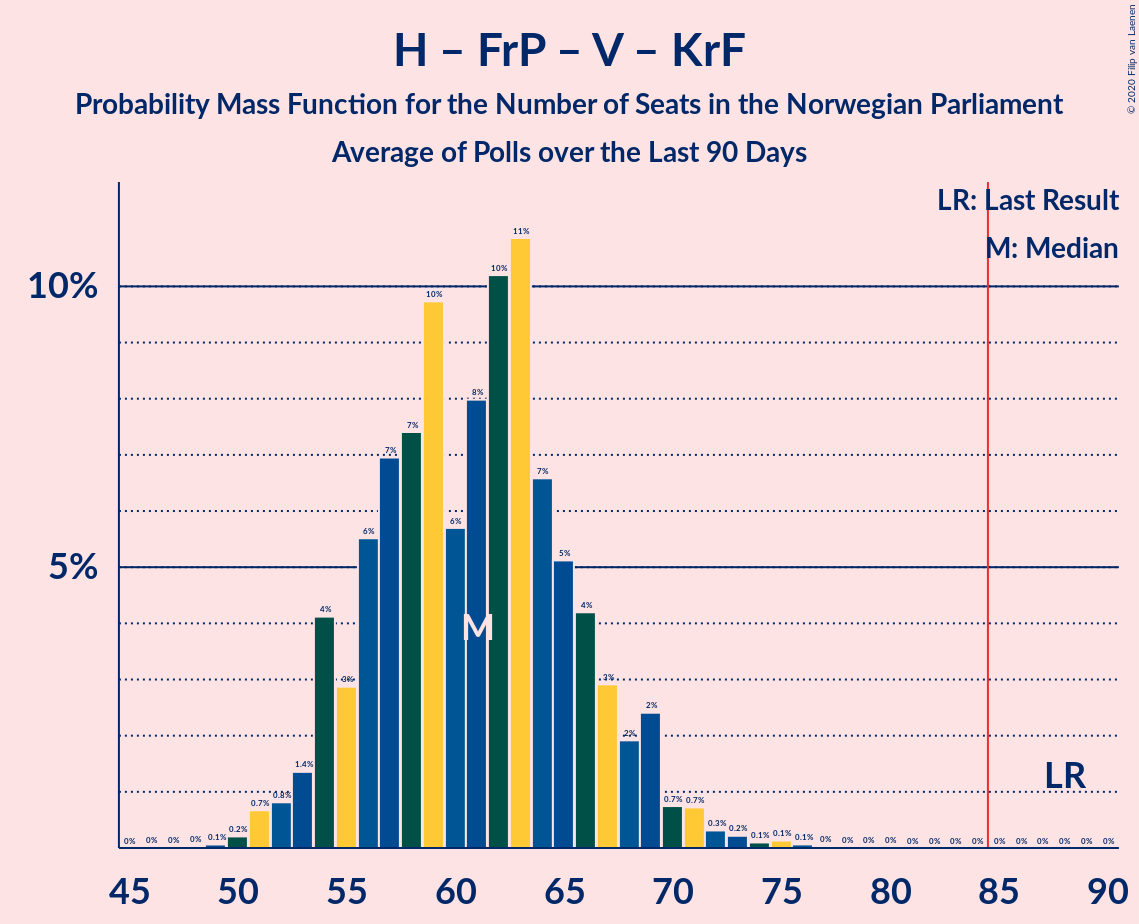 H – FrP – V – KrF
Probability Mass Function for the Number of Seats in the Norwegian Parliament
Average of Polls over the Last 90 Days
© 2020 Filip van Laenen
LR: Last Result
M: Median
10%
5%
0% 0% 0% 0% 0.1% 0.2% 0.7% 0.8% 1.4% 4% 3% 6% 7% 7% 10% 6% 8% 10% 11% 7% 5% 4% 3% 2% 2% 0.7% 0.7% 0.3% 0.2% 0.1% 0.1% 0.1% 0% 0% 0% 0% 0% 0% 0% 0% 0% 0% 0% 0% 0% 0%
M
LR
45 50 55 60 65 70 75 80 85 90